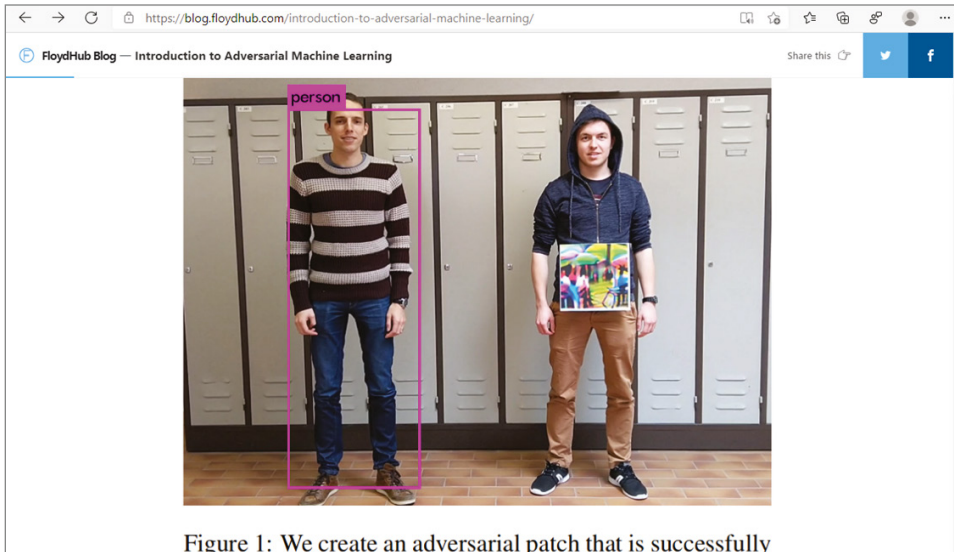 https://blog.floydhub.com/introduction-to-adversarial-machine-learning/
FloydHub Blog — Introduction to Adversarial Machine Learning
Share this
person
Figure 1: We create an adversarial patch that is successfully